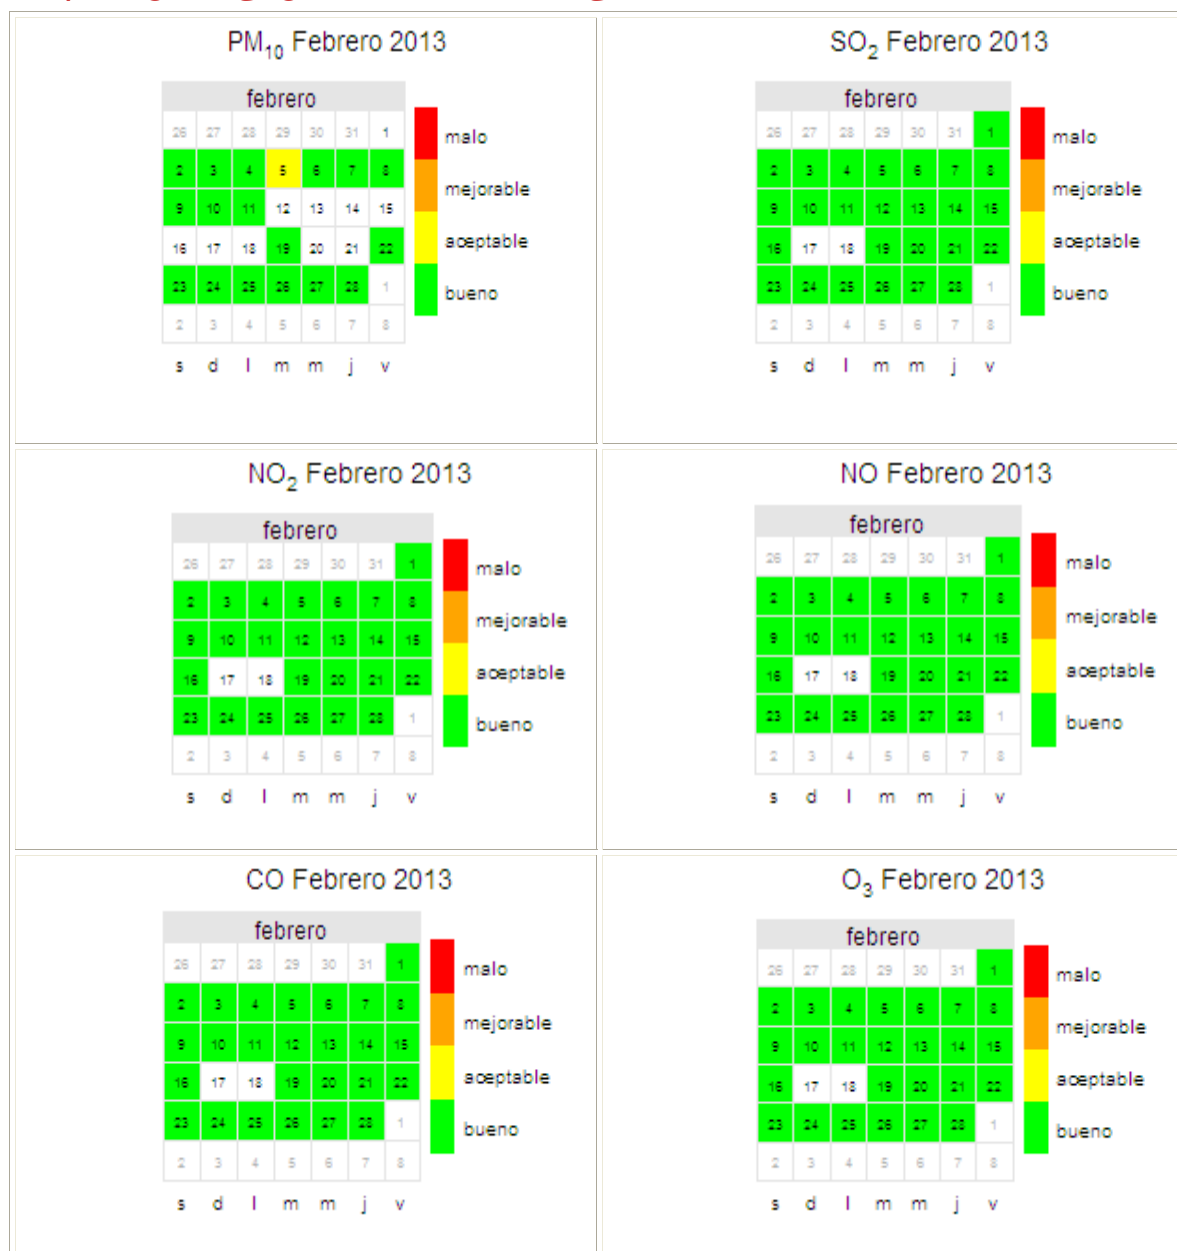 PM10 Febrero 2013
febrero
26 27 28 29 30 31 1
2 3 4 5 6 7 8
9 10 11 12 13 14 15
16 17 18 19 20 21 22
23 24 25 26 27 28 1
2 3 4 5 6 7 8
s d l m m j v
malo
mejorable
aceptable
bueno
SO2 Febrero 2013
febrero
26 27 28 29 30 31 1
2 3 4 5 6 7 8
9 10 11 12 13 14 15
16 17 18 19 20 21 22
23 24 25 26 27 28 1
2 3 4 5 6 7 8
s d l m m j v
malo
mejorable
aceptable
bueno
NO2 Febrero 2013
febrero
26 27 28 29 30 31 1
2 3 4 5 6 7 8
9 10 11 12 13 14 15
16 17 18 19 20 21 22
23 24 25 26 27 28 1
2 3 4 5 6 7 8
s d l m m j v
malo
mejorable
aceptable
bueno
NO Febrero 2013
febrero
26 27 28 29 30 31 1
2 3 4 5 6 7 8
9 10 11 12 13 14 15
16 17 18 19 20 21 22
23 24 25 26 27 28 1
2 3 4 5 6 7 8
s d l m m j v
malo
mejorable
aceptable
bueno
CO Febrero 2013
febrero
26 27 28 29 30 31 1
2 3 4 5 6 7 8
9 10 11 12 13 14 15
16 17 18 19 20 21 22
23 24 25 26 27 28 1
2 3 4 5 6 7 8
s d l m m j v
malo
mejorable
aceptable
bueno
O3 Febrero 2013
febrero
26 27 28 29 30 31 1
2 3 4 5 6 7 8
9 10 11 12 13 14 15
16 17 18 19 20 21 22
23 24 25 26 27 28 1
2 3 4 5 6 7 8
s d l m m j v
malo
mejorable
aceptable
bueno